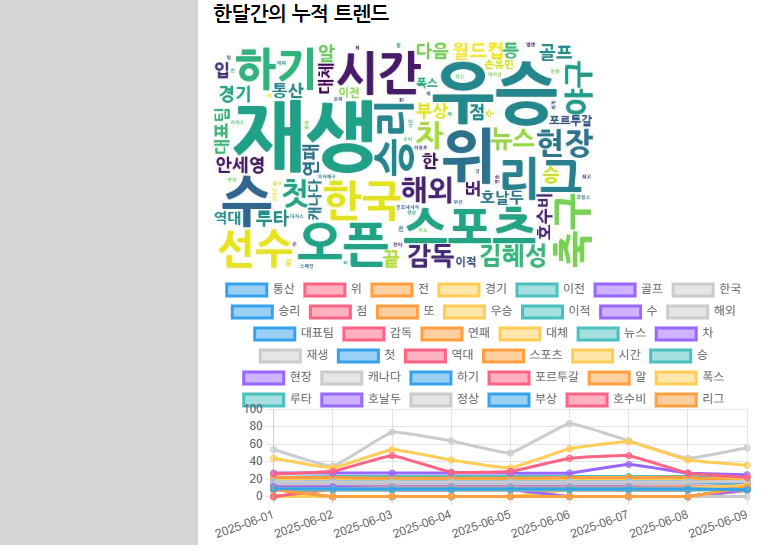 한달간의 누적 트렌드
입 하기 알 대체 시간 다음 월드컵 등 골프
손흥민
경기 통산 이전 폭스 우승 야구
대표팀 재생 승리 부상 점 포르투갈
차 뉴스 현장
안세영 연패 한 위
수 첫 캐나다 한국 해외 또 리그 승
호날두 호수비 축구
역대 루타
선수 오픈 스포츠
끝 감독 이적 김혜성
통산 위 전 경기 이전 골프 한국
승리 점 또 우승 이적 수 해외
대표팀 감독 연패 대체 뉴스 차
재생 첫 역대 스포츠 시간 승
현장 캐나다 하기 포르투갈 알 폭스
루타 호날두 정상 부상 호수비 리그
100
80
60
40
20
0
2025-06-01 2025-06-02 2025-06-03 2025-06-04 2025-06-05 2025-06-06 2025-06-07 2025-06-08 2025-06-09